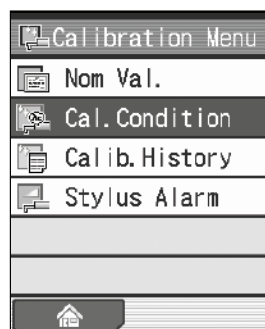 Calibration Menu
Nom Val.
Cal.Condition
Calib.History
Stylus Alarm